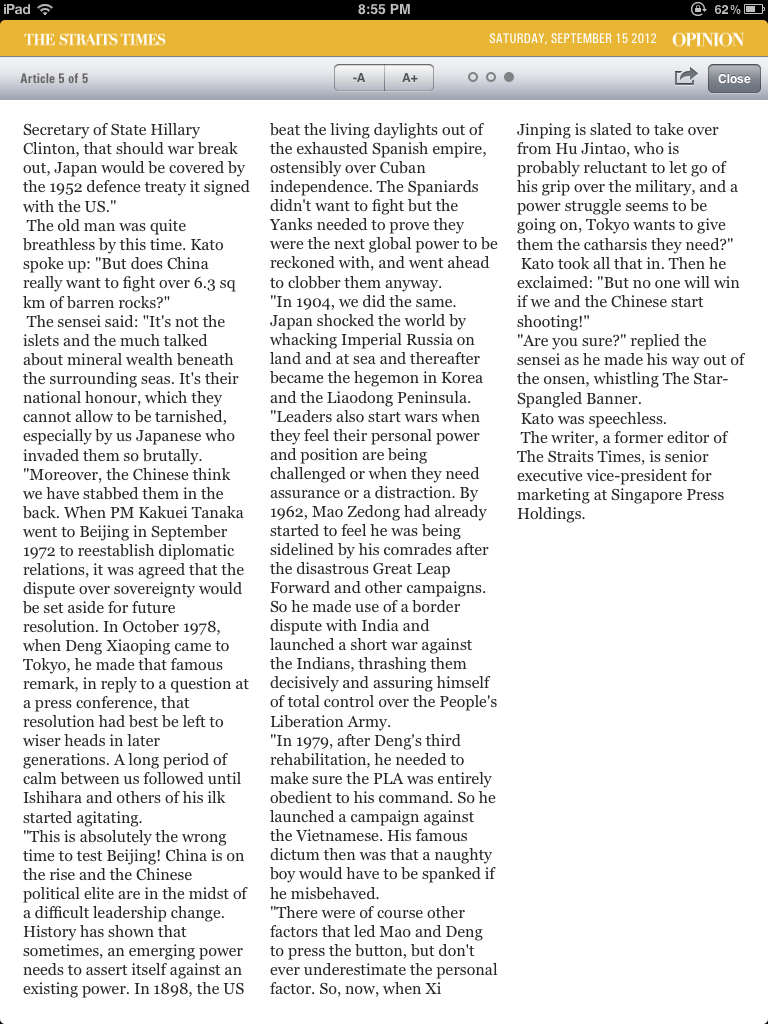 iPad
8:55 PM
62%
THE STRAITS TIMES
SATURDAY, SEPTEMBER 15 2012
OPINION
Article 5 of 5
-A
A+
Close
Secretary of State Hillary
Clinton, that should war break
out, Japan would be covered by
the 1952 defence treaty it signed
with the US."
The old man was quite
breathless by this time. Kato
spoke up: "But does China
really want to fight over 6.3 sq
km of barren rocks?"
The sensei said: "It's not the
islets and the much talked
about mineral wealth beneath
the surrounding seas. It's their
national honour, which they
cannot allow to be tarnished,
especially by us Japanese who
invaded them so brutally.
"Moreover, the Chinese think
we have stabbed them in the
back. When PM Kakuei Tanaka
went to Beijing in September
1972 to reestablish diplomatic
relations, it was agreed that the
dispute over sovereignty would
be set aside for future
resolution. In October 1978,
when Deng Xiaoping came to
Tokyo, he made that famous
remark, in reply to a question at
a press conference, that
resolution had best be left to
wiser heads in later
generations. A long period of
calm between us followed until
Ishihara and others of his ilk
started agitating.
"This is absolutely the wrong
time to test Beijing! China is on
the rise and the Chinese
political elite are in the midst of
a difficult leadership change.
History has shown that
sometimes, an emerging power
needs to assert itself against an
existing power. In 1898, the US
beat the living daylights out of
the exhausted Spanish empire,
ostensibly over Cuban
independence. The Spaniards
didn't want to fight but the
Yanks needed to prove they
were the next global power to be
reckoned with, and went ahead
to clobber them anyway.
"In 1904, we did the same.
Japan shocked the world by
whacking Imperial Russia on
land and at sea and thereafter
became the hegemon in Korea
and the Liaodong Peninsula.
"Leaders also start wars when
they feel their personal power
and position are being
challenged or when they need
assurance or a distraction. By
1962, Mao Zedong had already
started to feel he was being
sidelined by his comrades after
the disastrous Great Leap
Forward and other campaigns.
So he made use of a border
dispute with India and
launched a short war against
the Indians, thrashing them
decisively and assuring himself
of total control over the People's
Liberation Army.
"In 1979, after Deng's third
rehabilitation, he needed to
make sure the PLA was entirely
obedient to his command. So he
launched a campaign against
the Vietnamese. His famous
dictum then was that a naughty
boy would have to be spanked if
he misbehaved.
"There were of course other
factors that led Mao and Deng
to press the button, but don't
ever underestimate the personal
factor. So, now, when Xi
Jinping is slated to take over
from Hu Jintao, who is
probably reluctant to let go of
his grip over the military, and a
power struggle seems to be
going on, Tokyo wants to give
them the catharsis they need?"
Kato took all that in. Then he
exclaimed: "But no one will win
if we and the Chinese start
shooting!"
"Are you sure?" replied the
sensei as he made his way out of
the onsen, whistling The Star-
Spangled Banner.
Kato was speechless.
The writer, a former editor of
The Straits Times, is senior
executive vice-president for
marketing at Singapore Press
Holdings.